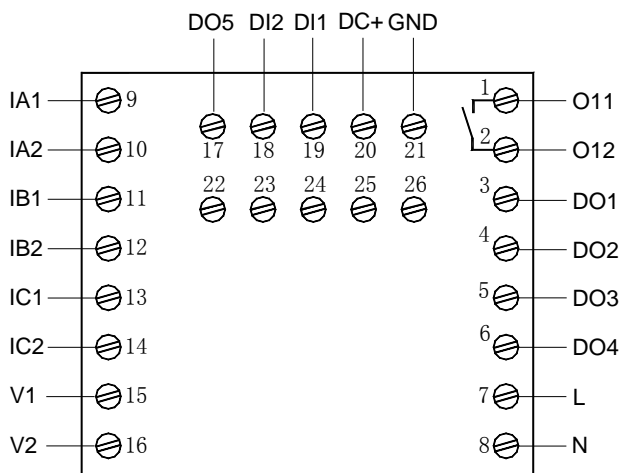 DO5 DI2 DI1 DC+ GND
IA1 9 1 O11
17 18 19 20 21
IA2 10 2 O12
22 23 24 25 26
IB1 11 3 DO1
IB2 12 4 DO2
IC1 13 5 DO3
IC2 14 6 DO4
V1 15 7 L
V2 16 8 N